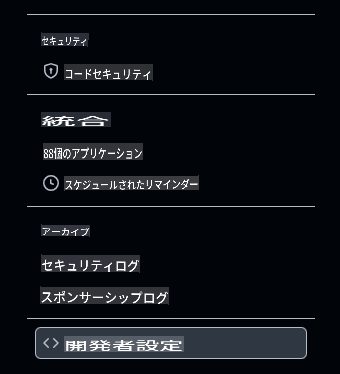 セキュリティ
コードセキュリティ
統合
88個のアプリケーション
スケジュールされたリマインダー
アーカイブ
セキュリティログ
スポンサーシップログ
開発者設定